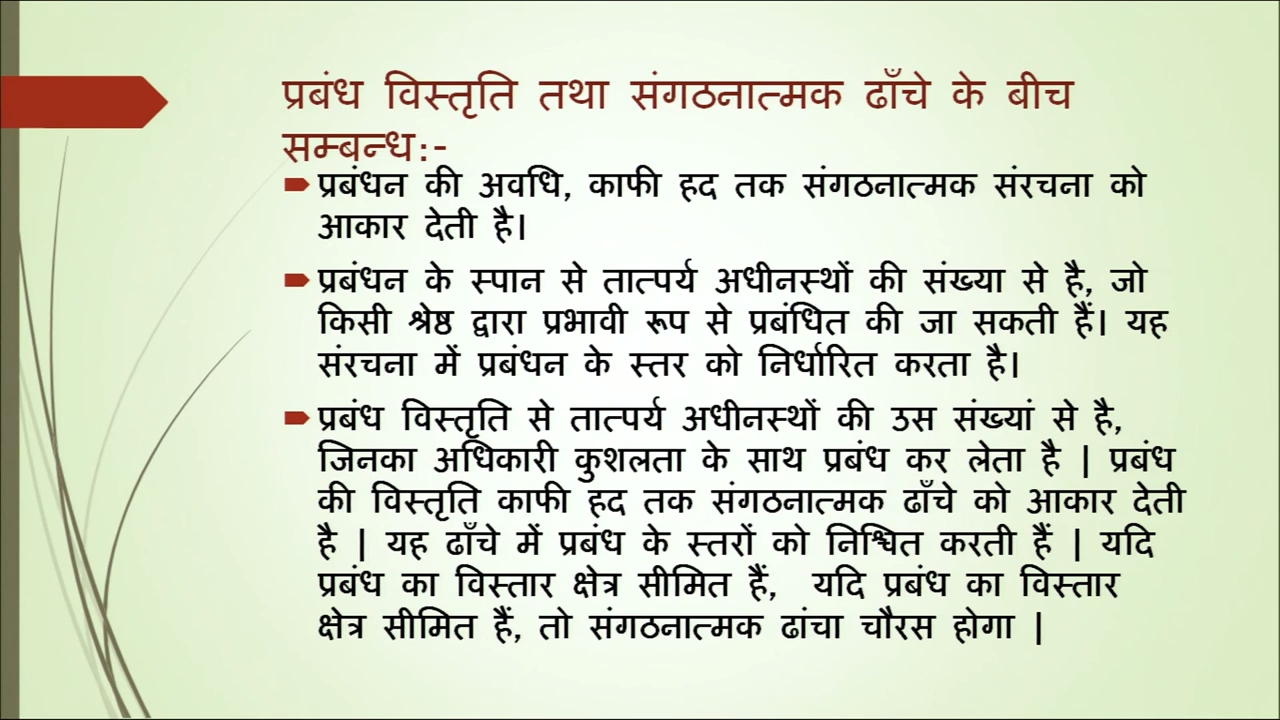 प्रबंध विस्तृति तथा संगठनात्मक ढाँचे के बीच
सम्बन्ध:-
प्रबंधन की अवधि, काफी हद तक संगठनात्मक संरचना को
आकार देती है।
प्रबंधन के स्पान से तात्पर्य अधीनस्थों की संख्या से है, जो
किसी श्रेष्ठ द्वारा प्रभावी रूप से प्रबंधित की जा सकती हैं। यह
संरचना में प्रबंधन के स्तर को निर्धारित करता है।
प्रबंध विस्तृति से तात्पर्य अधीनस्थों की उस संख्यां से है,
जिनका अधिकारी कुशलता के साथ प्रबंध कर लेता है | प्रबंध
की विस्तृति काफी हद तक संगठनात्मक ढाँचे को आकार देती
है | यह ढाँचे में प्रबंध के स्तरों को निश्चित करती हैं | यदि
प्रबंध का विस्तार क्षेत्र सीमित हैं, यदि प्रबंध का विस्तार
क्षेत्र सीमित हैं, तो संगठनात्मक ढांचा चौरस होगा |